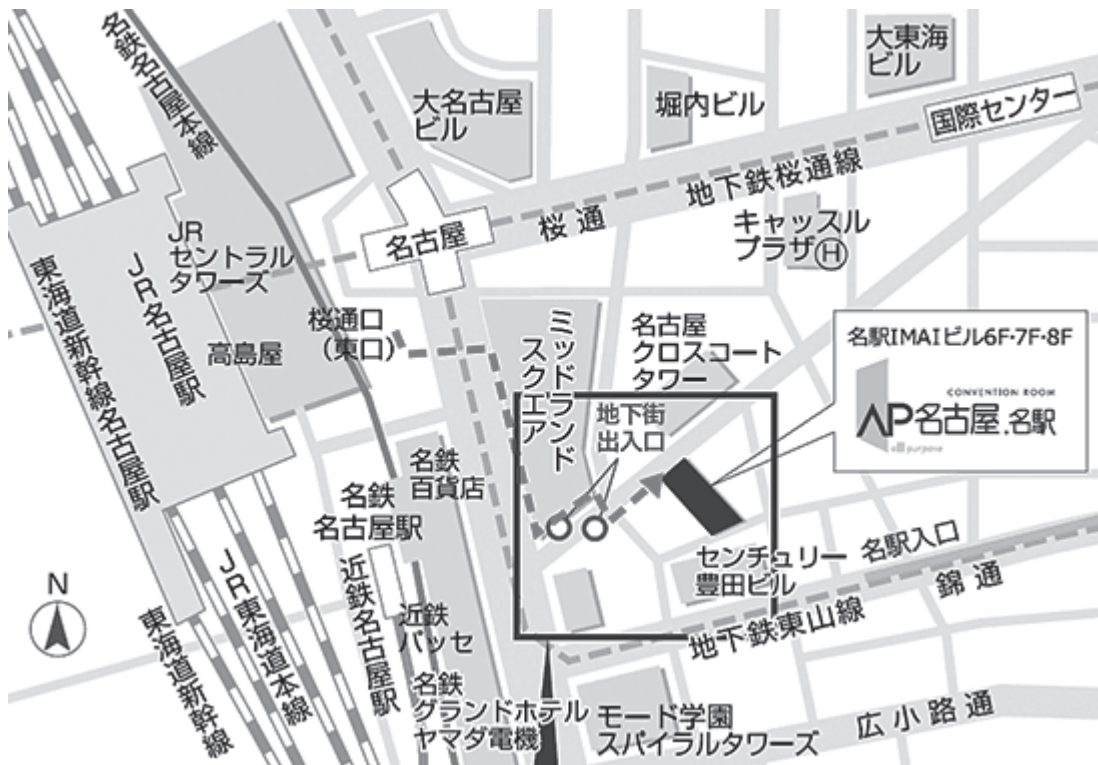 名鉄名古屋本線
大東海
ビル
大名古屋
ビル
堀内ビル
国際センター
地下鉄桜通線
桜通
名古屋
キャッスル
プラザⒽ
JR
セントラル
タワーズ
JR名古屋駅
東海道新幹線名古屋駅
桜通口
(東口)
高島屋
ミッドランド
スクエア
名古屋
クロスコート
タワー
名駅IMAIビル6F・7F・8F
CONVENTION ROOM
AP名古屋.名駅
all purpose
地下街
出入口
名鉄
百貨店
名鉄
名古屋駅
センチュリー
豊田ビル
名駅入口
錦通
地下鉄東山線
N
近鉄名古屋駅
近鉄
パッセ
JR東海道本線
東海道新幹線
名鉄
グランドホテル
ヤマダ電機
モード学園
スパイラルタワーズ
広小路通